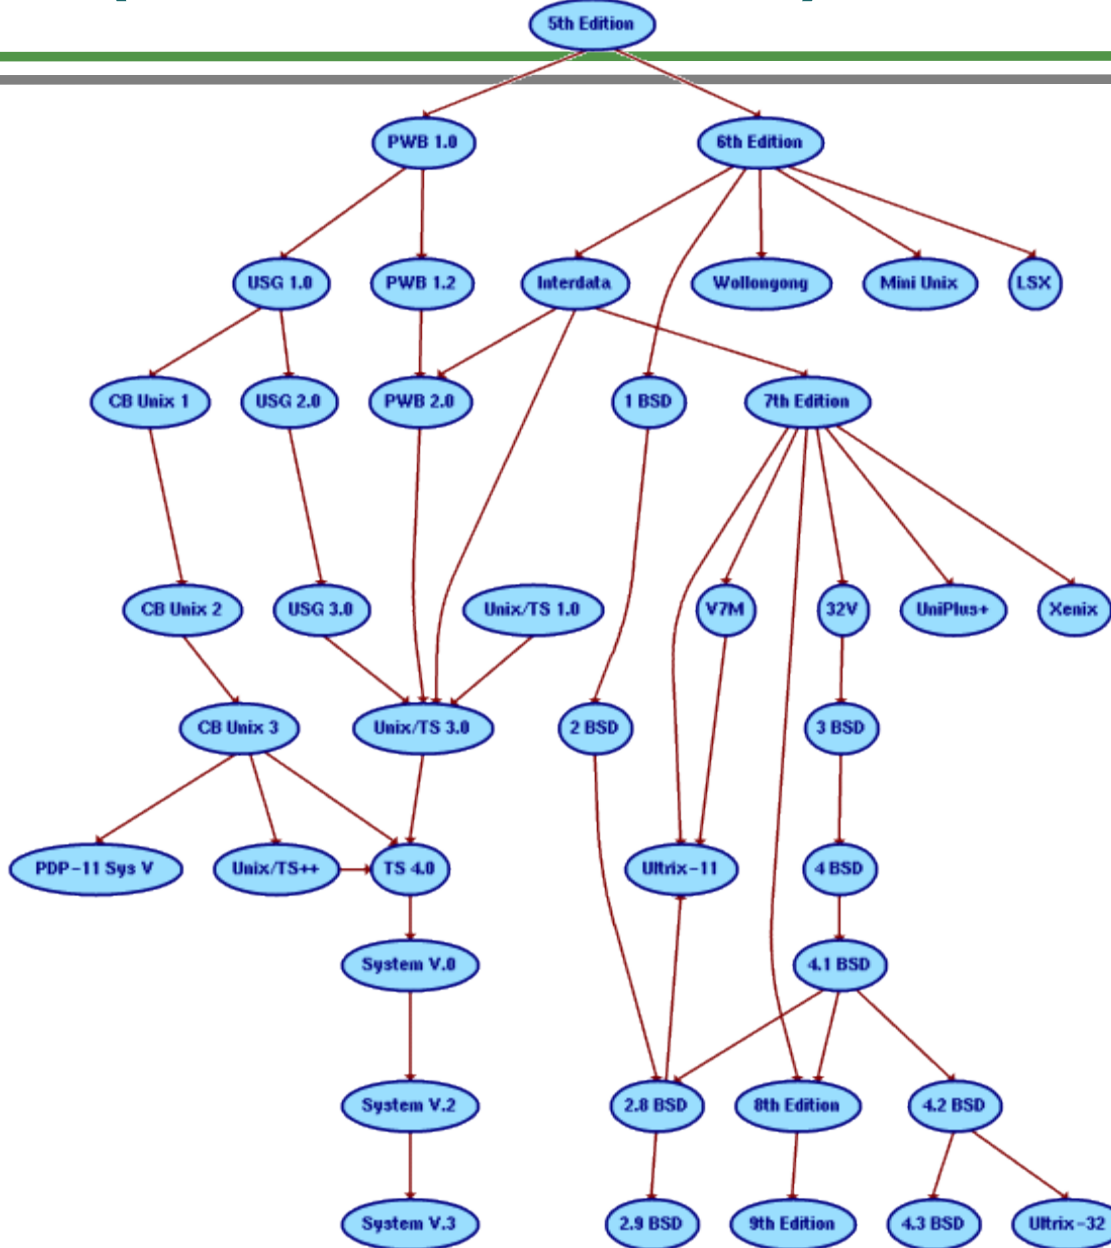 5th Edition
PWB 1.0
6th Edition
USG 1.0
PWB 1.2
Interdata
Wollongong
Mini Unix
LSX
CB Unix 1
USG 2.0
PWB 2.0
1 BSD
7th Edition
CB Unix 2
USG 3.0
Unix/TS 1.0
V7M
32V
UniPlus+
Xenix
CB Unix 3
Unix/TS 3.0
2 BSD
3 BSD
PDP-11 Sys V
Unix/TS++
TS 4.0
Ultrix-11
4 BSD
System V.0
4.1 BSD
System V.2
2.8 BSD
8th Edition
4.2 BSD
System V.3
2.9 BSD
9th Edition
4.3 BSD
Ultrix-32